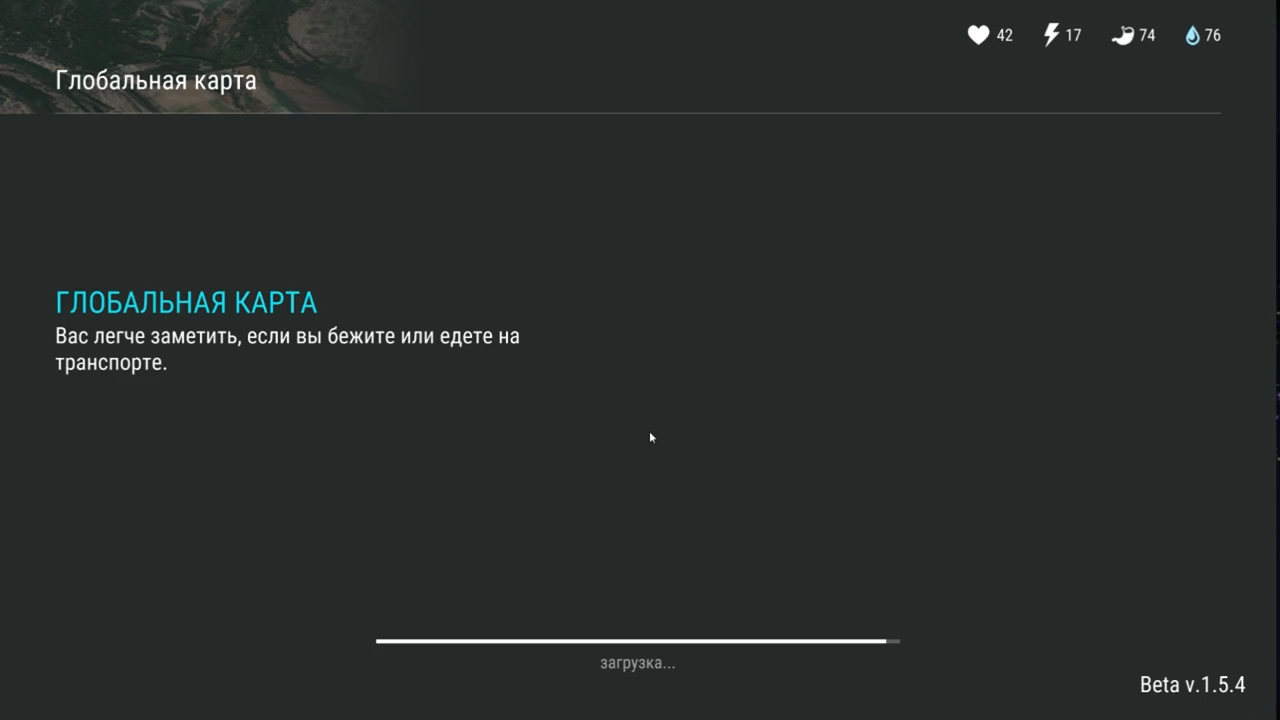 42 17 74 76
Глобальная карта
ГЛОБАЛЬНАЯ КАРТА
Вас легче заметить, если вы бежите или едете на
транспорте.
загрузка...
Beta v.1.5.4